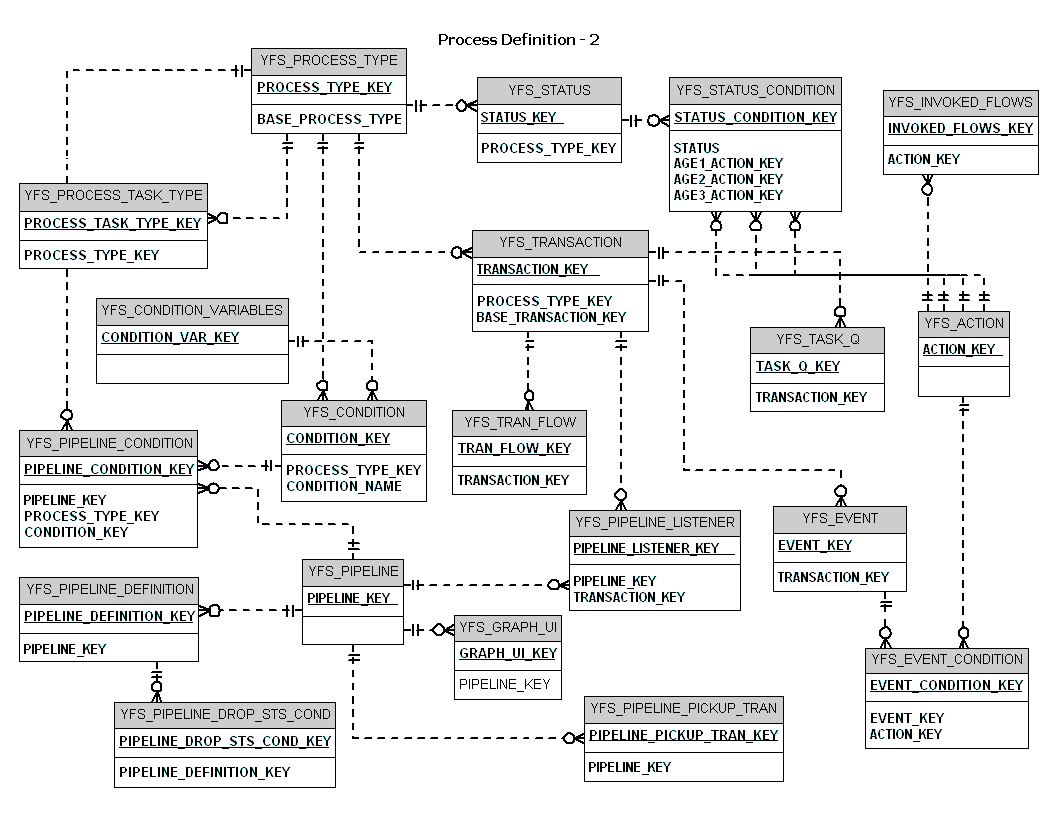 Process Definition - 2
YFS_PROCESS_TYPE
PROCESS_TYPE_KEY
BASE_PROCESS_TYPE
YFS_STATUS
STATUS_KEY
PROCESS_TYPE_KEY
YFS_STATUS_CONDITION
STATUS_CONDITION_KEY
STATUS
AGE1_ACTION_KEY
AGE2_ACTION_KEY
AGE3_ACTION_KEY
YFS_INVOKED_FLOWS
INVOKED_FLOWS_KEY
ACTION_KEY
YFS_PROCESS_TASK_TYPE
PROCESS_TASK_TYPE_KEY
PROCESS_TYPE_KEY
YFS_TRANSACTION
TRANSACTION_KEY
PROCESS_TYPE_KEY
BASE_TRANSACTION_KEY
YFS_CONDITION_VARIABLES
CONDITION_VAR_KEY
YFS_TASK_Q
TASK_Q_KEY
TRANSACTION_KEY
YFS_ACTION
ACTION_KEY
YFS_CONDITION
CONDITION_KEY
PROCESS_TYPE_KEY
CONDITION_NAME
YFS_TRAN_FLOW
TRAN_FLOW_KEY
TRANSACTION_KEY
YFS_PIPELINE_CONDITION
PIPELINE_CONDITION_KEY
PIPELINE_KEY
PROCESS_TYPE_KEY
CONDITION_KEY
YFS_PIPELINE_LISTENER
PIPELINE_LISTENER_KEY
PIPELINE_KEY
TRANSACTION_KEY
YFS_EVENT
EVENT_KEY
TRANSACTION_KEY
YFS_PIPELINE
PIPELINE_KEY
YFS_PIPELINE_DEFINITION
PIPELINE_DEFINITION_KEY
PIPELINE_KEY
YFS_GRAPH_UI
GRAPH_UI_KEY
PIPELINE_KEY
YFS_EVENT_CONDITION
EVENT_CONDITION_KEY
EVENT_KEY
ACTION_KEY
YFS_PIPELINE_DROP_STS_COND
PIPELINE_DROP_STS_COND_KEY
PIPELINE_DEFINITION_KEY
YFS_PIPELINE_PICKUP_TRAN
PIPELINE_PICKUP_TRAN_KEY
PIPELINE_KEY